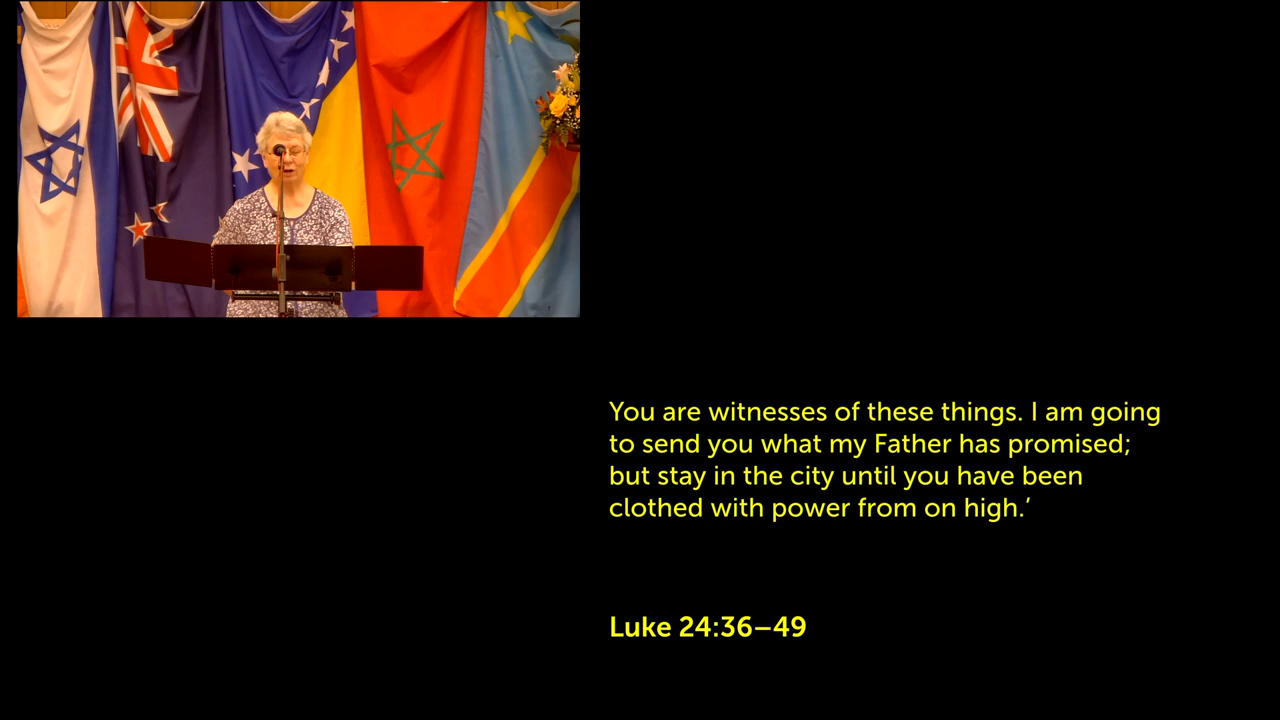 You are witnesses of these things. I am going
to send you what my Father has promised;
but stay in the city until you have been
clothed with power from on high.’
Luke 24:36–49